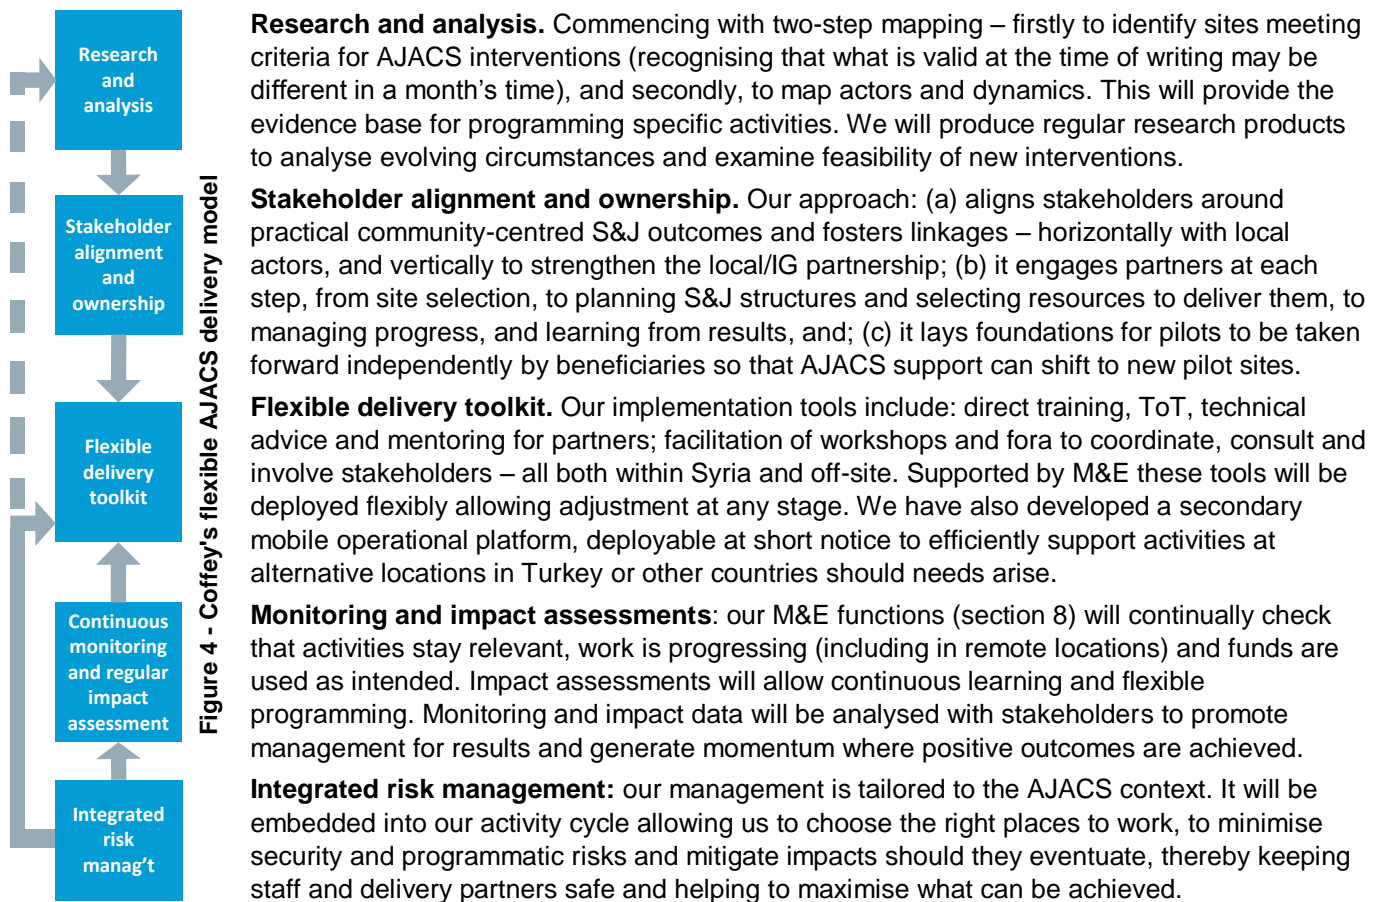 Research
and
analysis
Stakeholder
alignment
and
ownership
Flexible
delivery
toolkit
Continuous
monitoring
and regular
impact
assessment
Integrated
risk
manag't
Figure 4 - Coffey's flexible AJACS delivery model
Research and analysis. Commencing with two-step mapping – firstly to identify sites meeting
criteria for AJACS interventions (recognising that what is valid at the time of writing may be
different in a month's time), and secondly, to map actors and dynamics. This will provide the
evidence base for programming specific activities. We will produce regular research products
to analyse evolving circumstances and examine feasibility of new interventions.
Stakeholder alignment and ownership. Our approach: (a) aligns stakeholders around
practical community-centred S&J outcomes and fosters linkages – horizontally with local
actors, and vertically to strengthen the local/IG partnership; (b) it engages partners at each
step, from site selection, to planning S&J structures and selecting resources to deliver them, to
managing progress, and learning from results, and; (c) it lays foundations for pilots to be taken
forward independently by beneficiaries so that AJACS support can shift to new pilot sites.
Flexible delivery toolkit. Our implementation tools include: direct training, ToT, technical
advice and mentoring for partners; facilitation of workshops and fora to coordinate, consult and
involve stakeholders – all both within Syria and off-site. Supported by M&E these tools will be
deployed flexibly allowing adjustment at any stage. We have also developed a secondary
mobile operational platform, deployable at short notice to efficiently support activities at
alternative locations in Turkey or other countries should needs arise.
Monitoring and impact assessments: our M&E functions (section 8) will continually check
that activities stay relevant, work is progressing (including in remote locations) and funds are
used as intended. Impact assessments will allow continuous learning and flexible
programming. Monitoring and impact data will be analysed with stakeholders to promote
management for results and generate momentum where positive outcomes are achieved.
Integrated risk management: our management is tailored to the AJACS context. It will be
embedded into our activity cycle allowing us to choose the right places to work, to minimise
security and programmatic risks and mitigate impacts should they eventuate, thereby keeping
staff and delivery partners safe and helping to maximise what can be achieved.